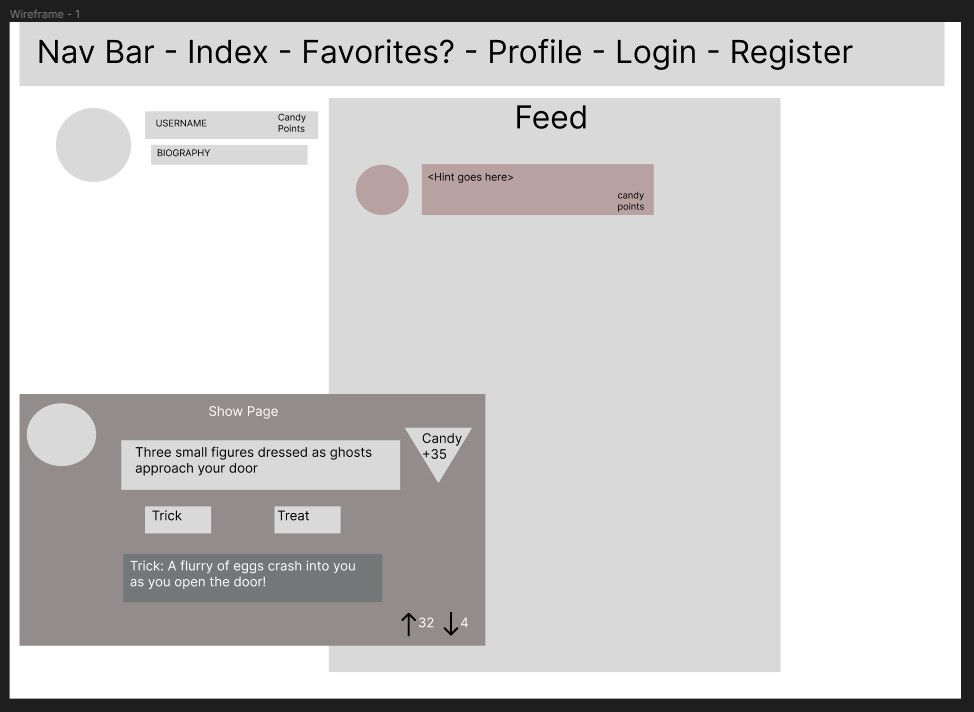 Wireframe - 1
Nav Bar - Index - Favorites? - Profile - Login - Register
USERNAME
Candy
Points
BIOGRAPHY
Feed
<Hint goes here>
candy
points
Show Page
Three small figures dressed as ghosts
approach your door
Candy
+35
Trick
Treat
Trick: A flurry of eggs crash into you
as you open the door!
32
4